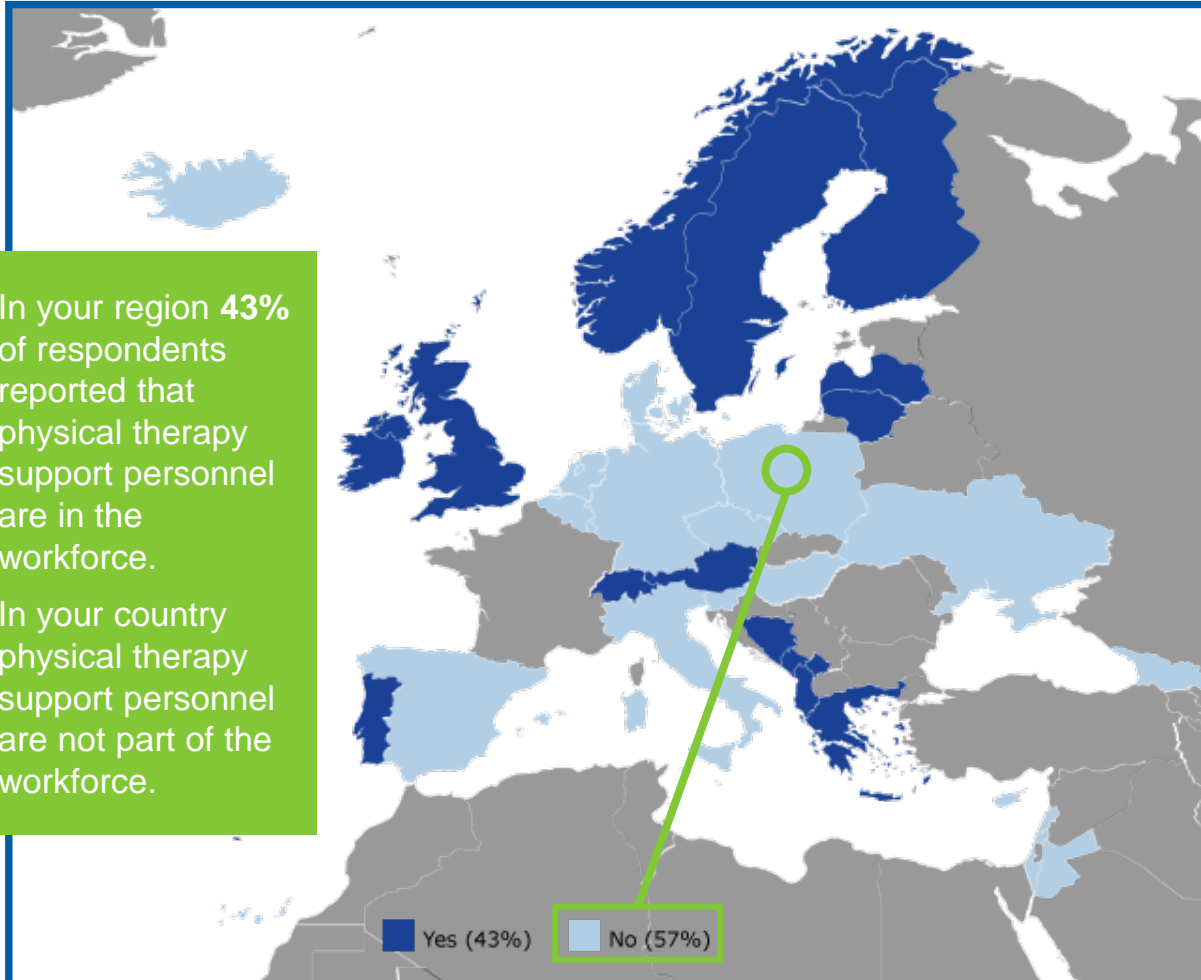 In your region 43%
of respondents
reported that
physical therapy
support personnel
are in the
workforce.
In your country
physical therapy
support personnel
are not part of the
workforce.
Yes (43%)
No (57%)